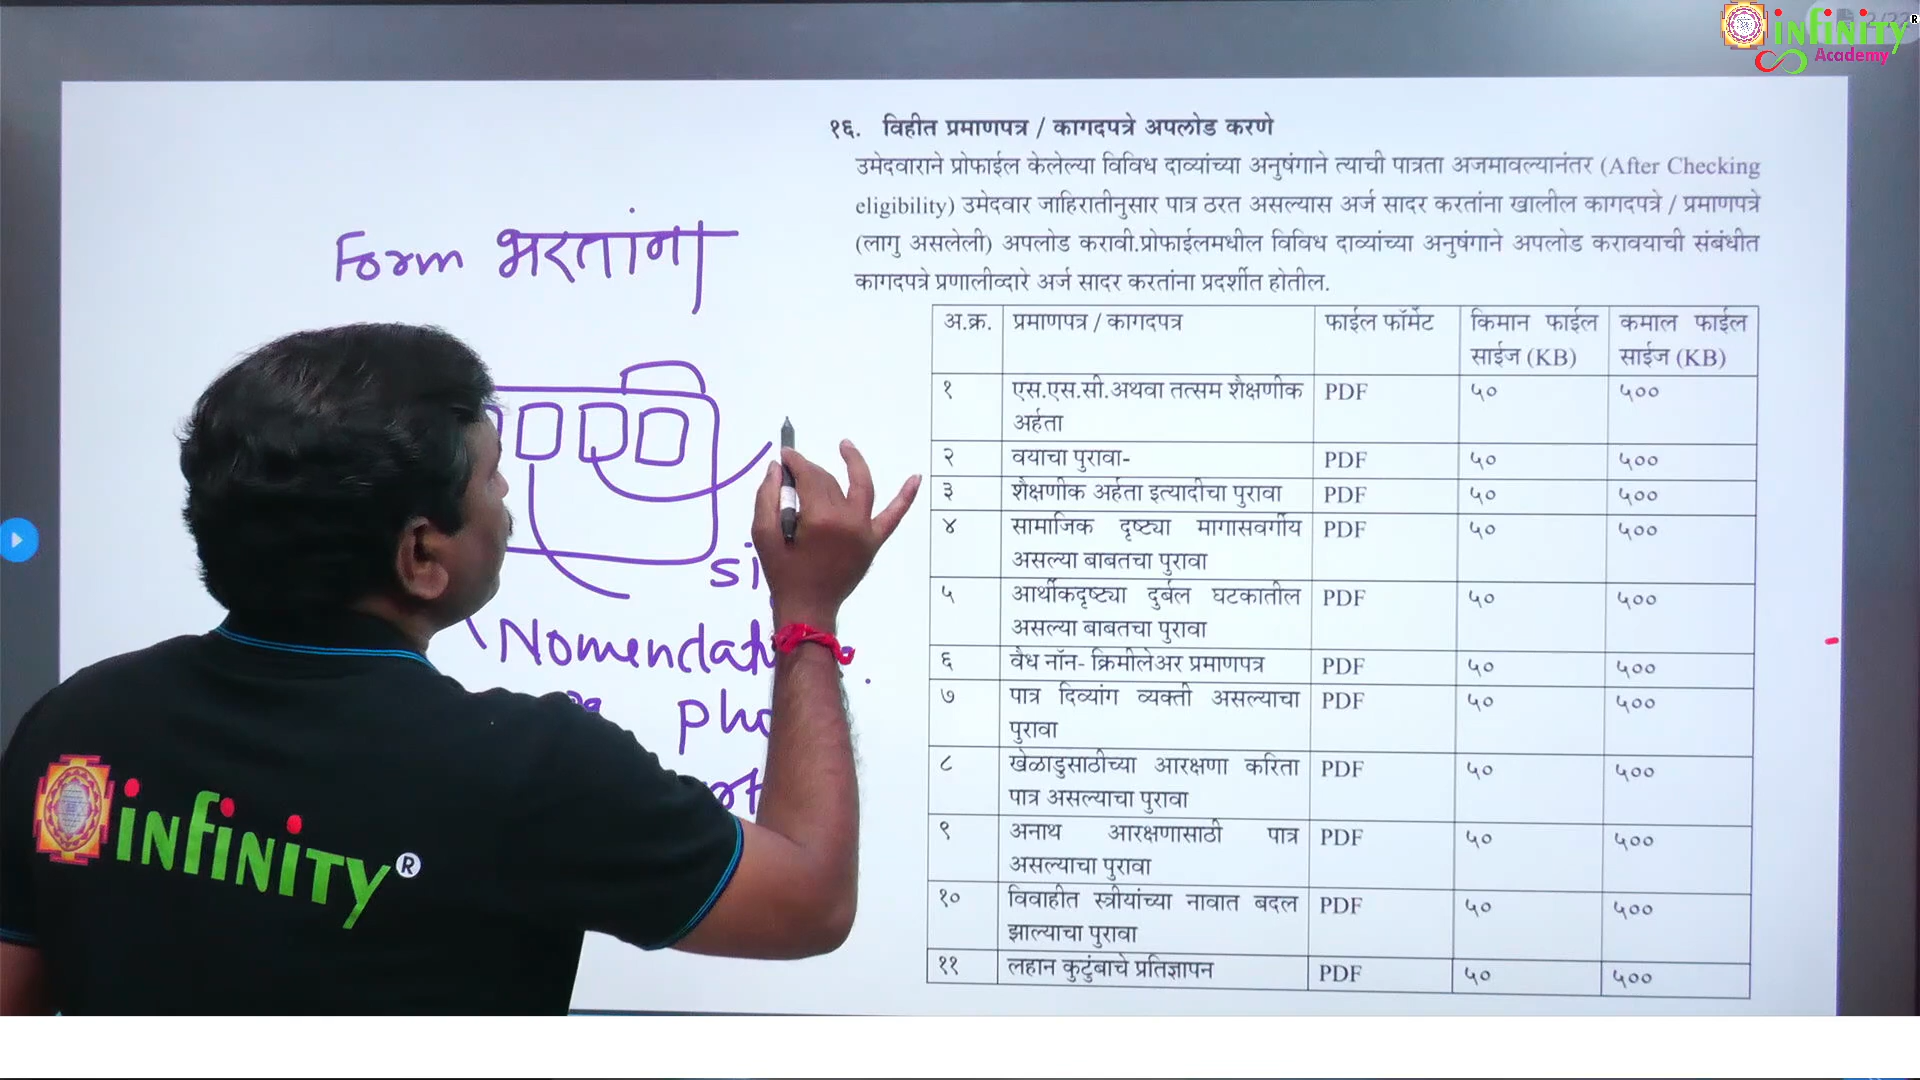 infinity
Academy
१६. विहीत प्रमाणपत्र / कागदपत्रे अपलोड करणे
उमेदवाराने प्रोफाईल केलेल्या विविध दाव्यांच्या अनुषंगाने त्याची पात्रता अजमावल्यानंतर (After Checking
eligibility) उमेदवार जाहिरातीनुसार पात्र ठरत असल्यास अर्ज सादर करतांना खालील कागदपत्रे / प्रमाणपत्रे
(लागु असलेली) अपलोड करावी.प्रोफाईलमधील विविध दाव्यांच्या अनुषंगाने अपलोड करावयाची संबंधीत
कागदपत्रे प्रणालीव्दारे अर्ज सादर करतांना प्रदर्शीत होतील.
अ.क्र. प्रमाणपत्र / कागदपत्र फाईल फॉर्मेट किमान फाईल कमाल फाईल
साईज (KB) साईज (KB)
१ एस.एस.सी.अथवा तत्सम शैक्षणीक PDF ५० ५००
अर्हता
२ वयाचा पुरावा- PDF ५० ५००
३ शैक्षणीक अर्हता इत्यादीचा पुरावा PDF ५० ५००
४ सामाजिक दृष्ट्या मागासवर्गीय PDF ५० ५००
असल्या बाबतचा पुरावा
५ आर्थीकदृष्ट्या दुर्बल घटकातील PDF ५० ५००
असल्या बाबतचा पुरावा
६ वैध नॉन- क्रिमीलेअर प्रमाणपत्र PDF ५० ५००
७ पात्र दिव्यांग व्यक्ती असल्याचा PDF ५० ५००
पुरावा
८ खेळाडुसाठीच्या आरक्षणा करिता PDF ५० ५००
पात्र असल्याचा पुरावा
९ अनाथ आरक्षणासाठी पात्र PDF ५० ५००
असल्याचा पुरावा
१० विवाहीत स्त्रीयांच्या नावात बदल PDF ५० ५००
झाल्याचा पुरावा
११ लहान कुटुंबाचे प्रतिज्ञापन PDF ५० ५००
Form भरतांना
infinity®